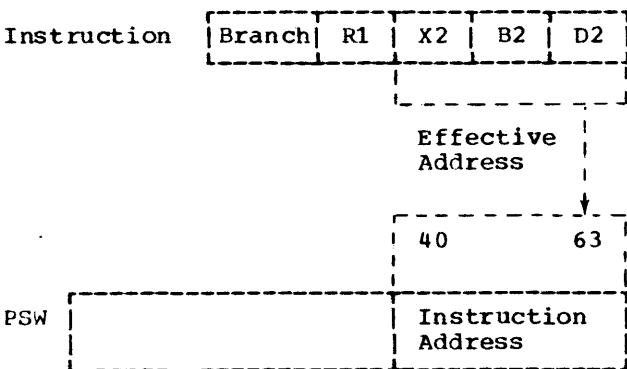 Instruction Branch R1 X2 B2 D2
Effective
Address
40 63
PSW Instruction
Address